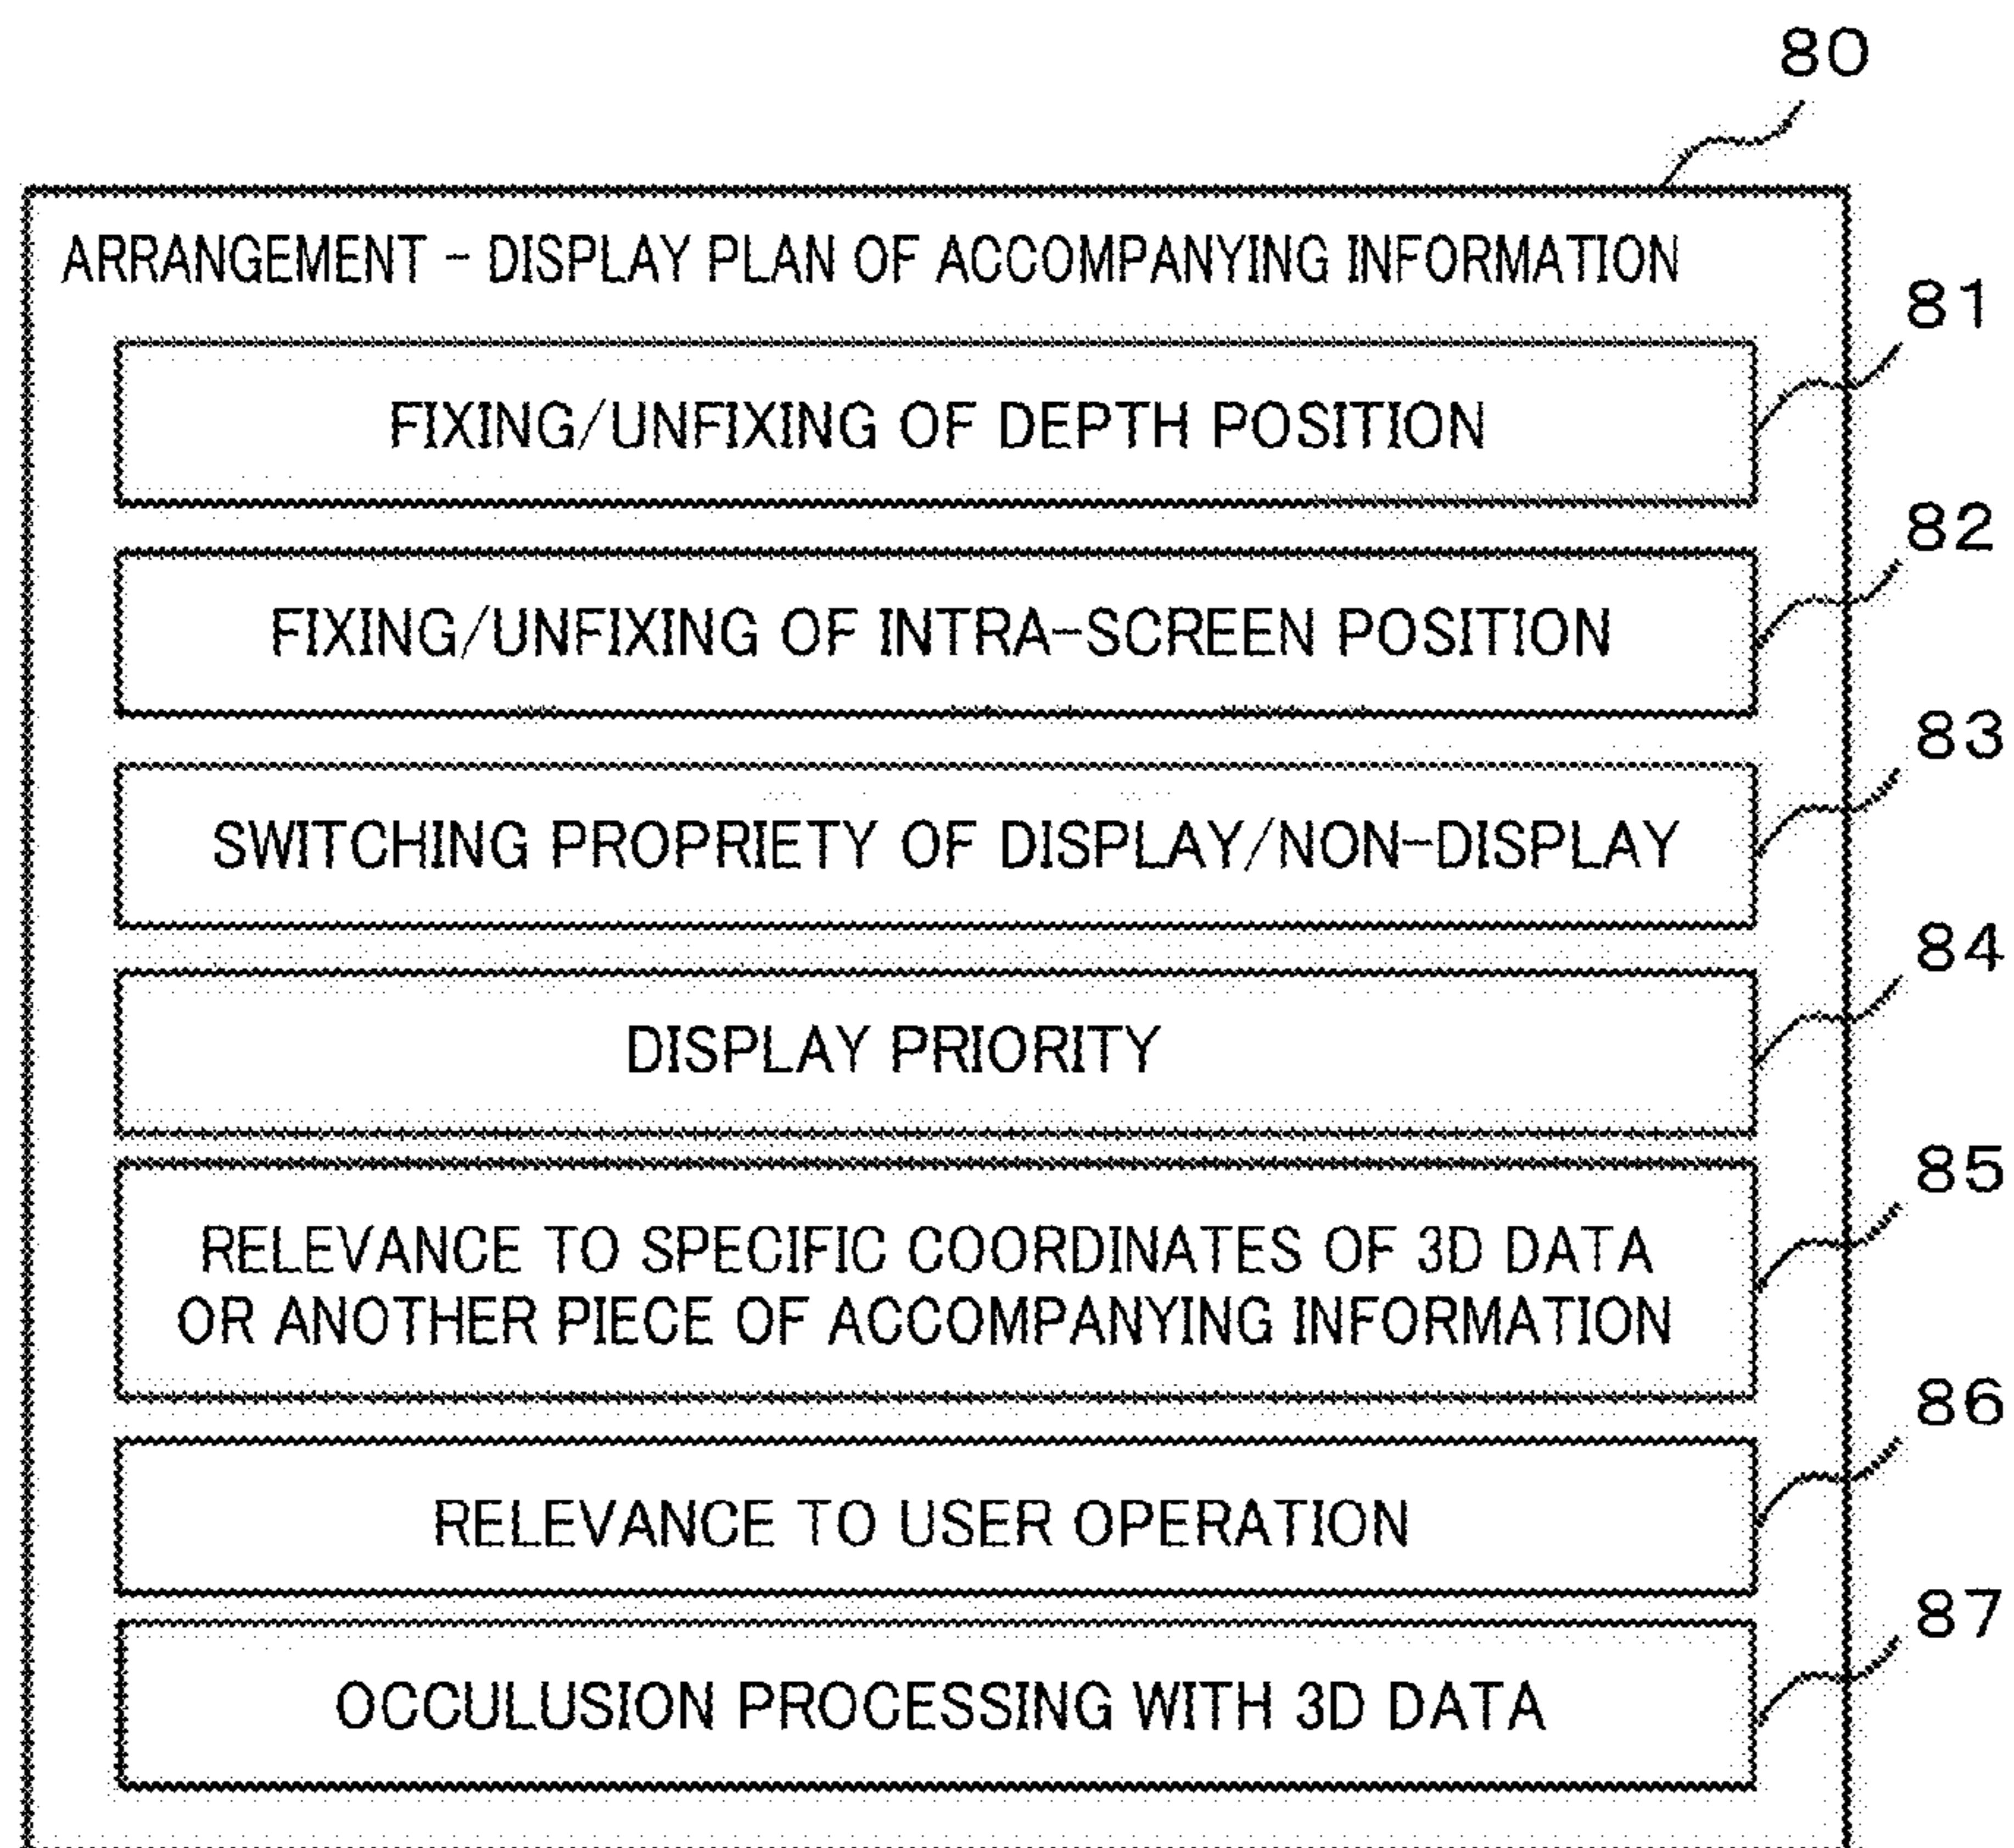 80
ARRANGEMENT - DISPLAY PLAN OF ACCOMPANYING INFORMATION
81
FIXING/UNFIXING OF DEPTH POSITION
82
FIXING/UNFIXING OF INTRA-SCREEN POSITION
83
SWITCHING PROPRIETY OF DISPLAY/NON-DISPLAY
84
DISPLAY PRIORITY
85
RELEVANCE TO SPECIFIC COORDINATES OF 3D DATA
OR ANOTHER PIECE OF ACCOMPANYING INFORMATION
86
RELEVANCE TO USER OPERATION
87
OCCULUSION PROCESSING WITH 3D DATA